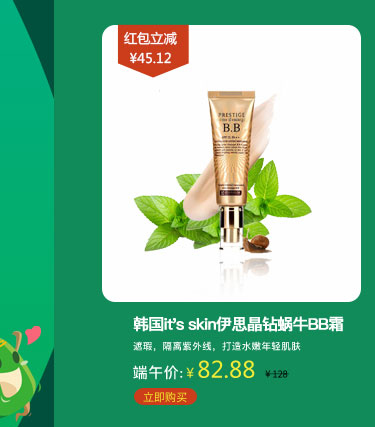 红包立减
¥45.12
PRESTIGE
B.B
韩国it's skin伊思晶钻蜗牛BB霜
遮瑕，隔离紫外线，打造水嫩年轻肌肤
端午价:¥82.88 ¥128
立即购买